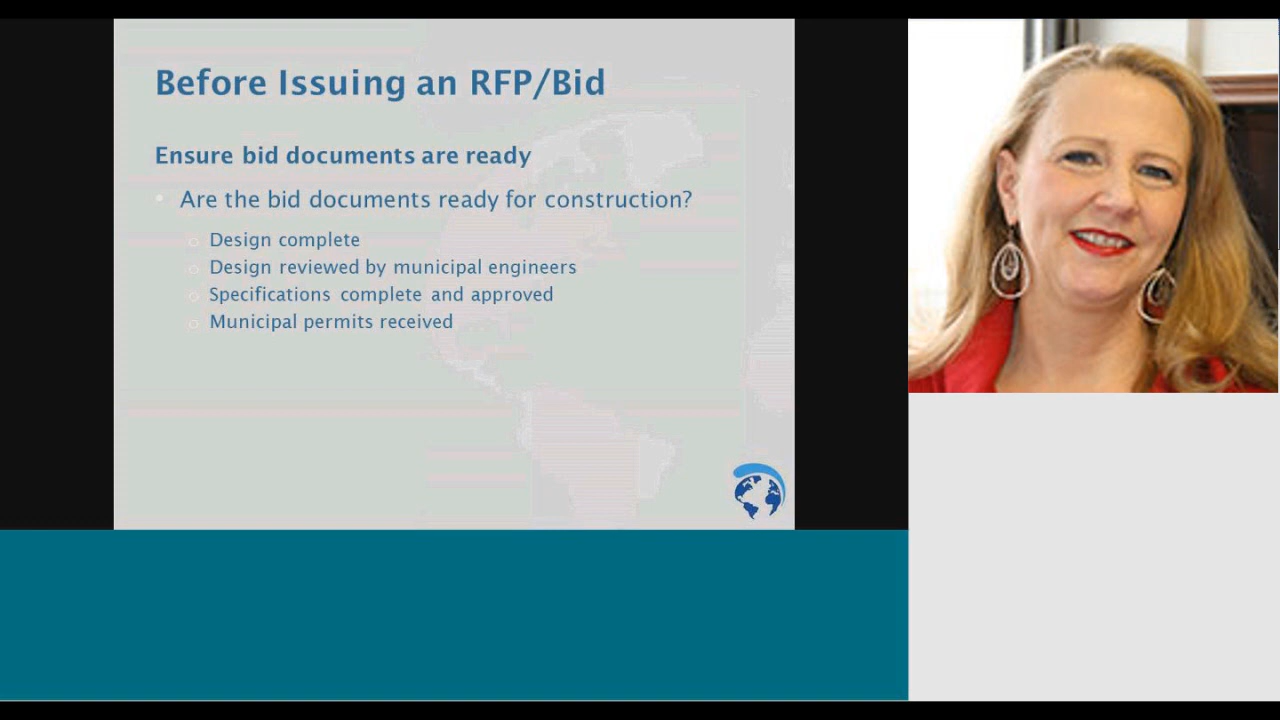 Before Issuing an RFP/Bid
Ensure bid documents are ready
Are the bid documents ready for construction?
Design complete
Design reviewed by municipal engineers
Specifications complete and approved
Municipal permits received